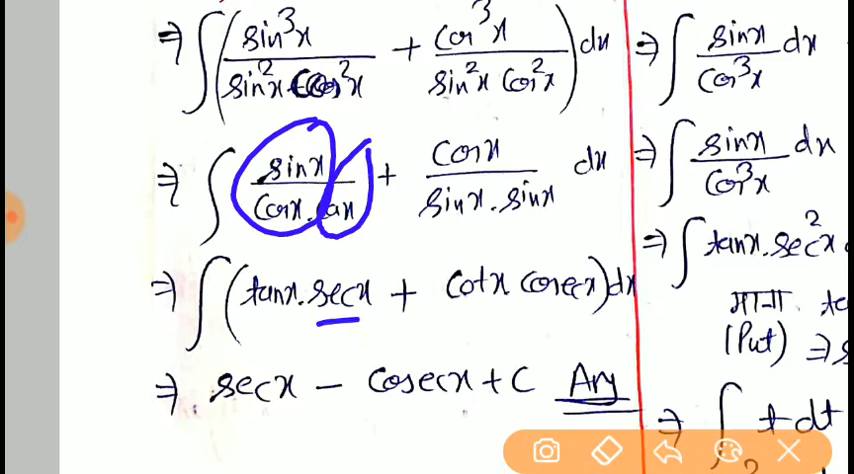 ⇒ ∫ (sin³x / sin²x cos²x + cos³x / sin²x cos²x) dx
⇒ ∫ sinx / cosx . cosx + cosx / sinx . sinx dx
⇒ ∫ (tanx . secx + cotx cosecx) dx
⇒ secx − cosecx + C Ans
⇒ ∫ sinx / cos³x dx
⇒ ∫ sinx / cos³x dx
⇒ ∫ tanx . sec²x
माना
(Put) ⇒
⇒ ∫ t dt